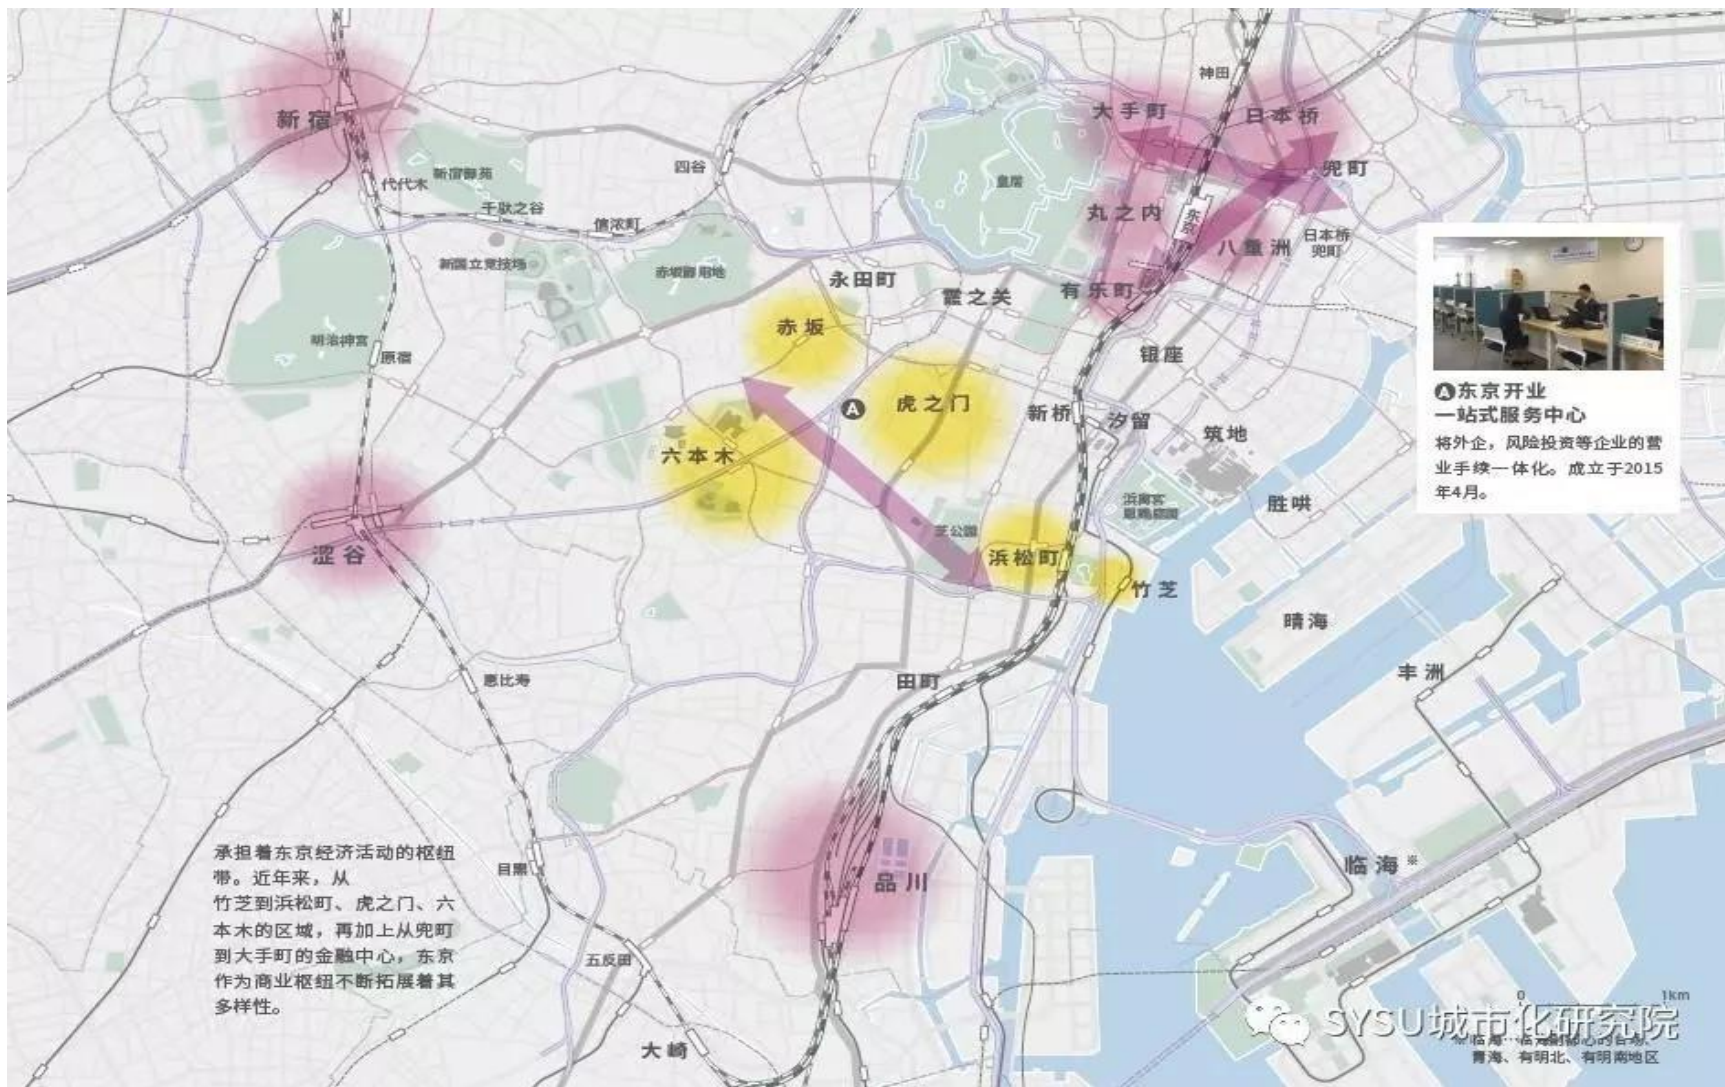 神田
大手町
日本桥
新宿
兜町
四谷
代代木
新宿御苑
皇居
千驮之谷
丸之内
东京
信浓町
八重洲
日本桥
兜町
新国立竞技场
赤坂御用地
永田町
霞之关
有乐町
赤坂
明治神宫
原宿
银座
A
虎之门
新桥
汐留
筑地
六本木
A东京开业
一站式服务中心
将外企，风险投资等企业的营
业手续一体化。成立于2015
年4月。
胜哄
芝公园
浜松町
涩谷
竹芝
晴海
丰洲
惠比寿
田町
临海※
目黑
品川
承担着东京经济活动的枢纽
带。近年来，从
竹芝到浜松町、虎之门、六
本木的区域，再加上从兜町
到大手町的金融中心，东京
作为商业枢纽不断拓展着其
多样性。
五反田
大崎
0 1km
SYSU城市化研究院
青海、有明北、有明南地区